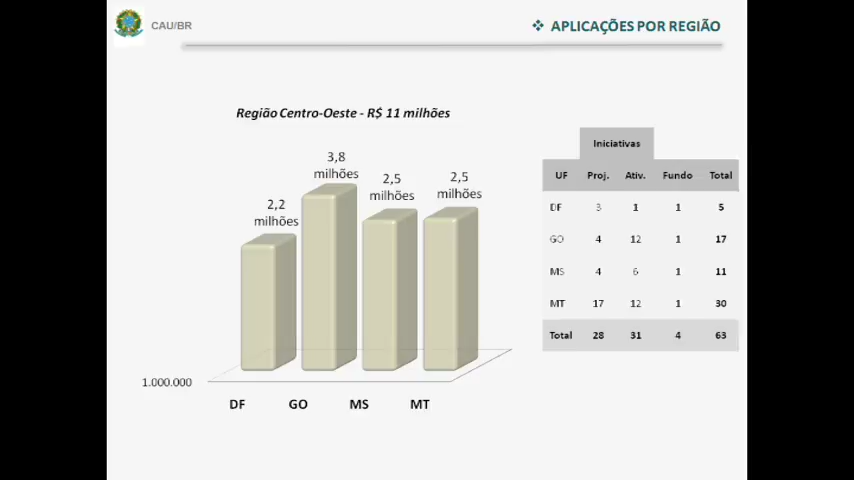 CAU/BR
❖ APLICAÇÕES POR REGIÃO
Região Centro-Oeste - R$ 11 milhões
3,8
milhões
2,5
milhões
2,5
milhões
2,2
milhões
1.000.000
DF GO MS MT
Iniciativas
UF Proj. Ativ. Fundo Total
DF 3 1 1 5
GO 4 12 1 17
MS 4 6 1 11
MT 17 12 1 30
Total 28 31 4 63